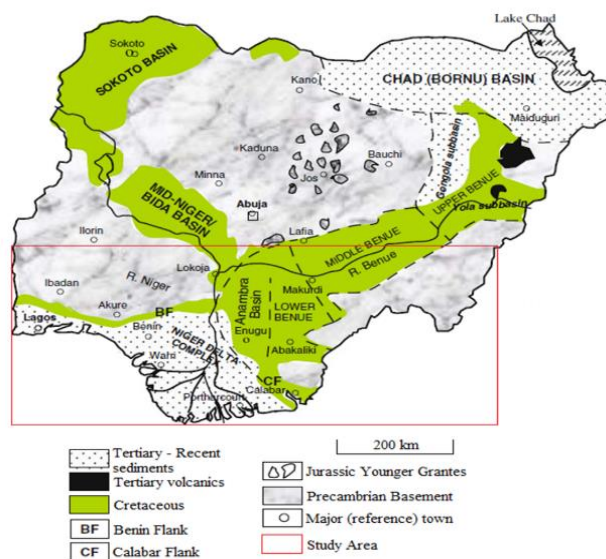 Lake Chad
Sokoto
SOKOTO BASIN
Kano
CHAD (BORNU) BASIN
Maiduguri
Gongola subbasin
Kaduna
Bauchi
Jos
Minna
UPPER BENUE
Yola subbasin
MID-NIGER/
BIDA BASIN
Abuja
Ilorin
Lafia
MIDDLE BENUE
R. Benue
Lokoja
Makurdi
Ibadan
R. Niger
Anambra
Basin
LOWER
BENUE
Akure
Lagos
BF
Benin
Enugu
Abakaliki
NIGER DELTA
COMPLEX
Warri
CF
Calabar
Portharcourt
200 km
Tertiary - Recent
sediments
Tertiary volcanics
Cretaceous
BF Benin Flank
CF Calabar Flank
Jurassic Younger Grantes
Precambrian Basement
Major (reference) town
Study Area